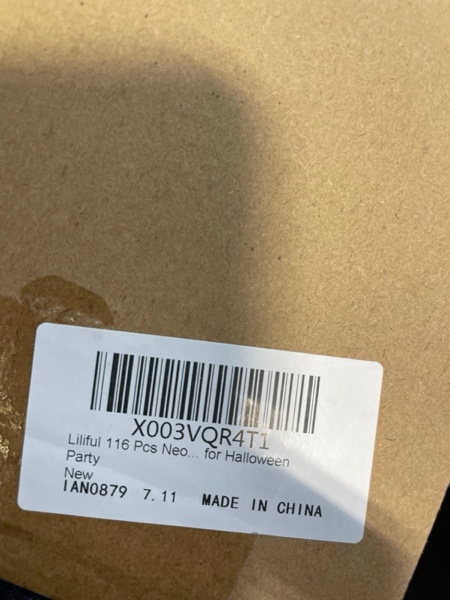 X003VQR4T1
Liliful 116 Pcs Neo... for Halloween
Party
New
IAN0879 7.11 MADE IN CHINA